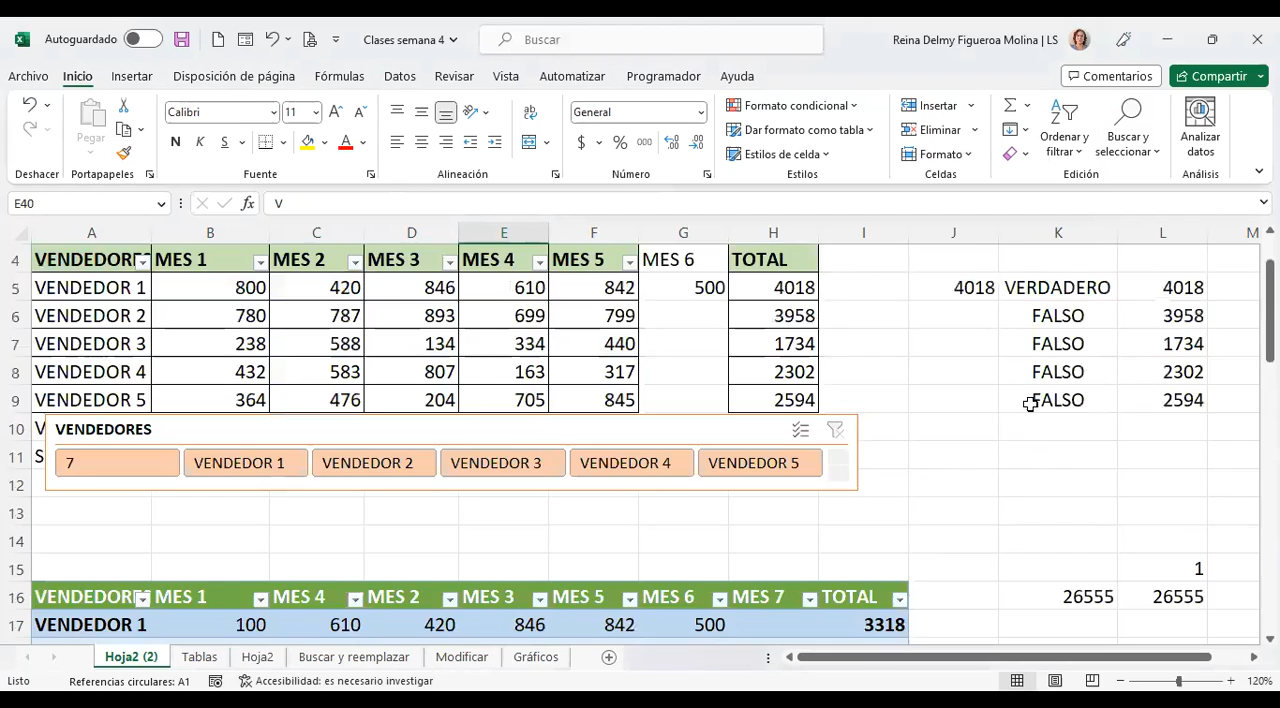 Autoguardado Clases semana 4 Buscar Reina Delmy Figueroa Molina | LS
Archivo Inicio Insertar Disposición de página Fórmulas Datos Revisar Vista Automatizar Programador Ayuda Comentarios Compartir
Pegar Calibri 11 General Formato condicional Insertar
N K S $ % 000 Dar formato como tabla Eliminar Ordenar y filtrar Buscar y seleccionar Analizar datos
Estilos de celda Formato
Deshacer Portapapeles Fuente Alineación Número Estilos Celdas Edición Análisis
E40 fx V
A B C D E F G H I J K L M
4 VENDEDORE MES 1 MES 2 MES 3 MES 4 MES 5 MES 6 TOTAL
5 VENDEDOR 1 800 420 846 610 842 500 4018 4018 VERDADERO 4018
6 VENDEDOR 2 780 787 893 699 799 3958 FALSO 3958
7 VENDEDOR 3 238 588 134 334 440 1734 FALSO 1734
8 VENDEDOR 4 432 583 807 163 317 2302 FALSO 2302
9 VENDEDOR 5 364 476 204 705 845 2594 FALSO 2594
10 V VENDEDORES
11 S 7 VENDEDOR 1 VENDEDOR 2 VENDEDOR 3 VENDEDOR 4 VENDEDOR 5
12
13
14
15 1
16 VENDEDORE MES 1 MES 4 MES 2 MES 3 MES 5 MES 6 MES 7 TOTAL 26555 26555
17 VENDEDOR 1 100 610 420 846 842 500 3318
Hoja2 (2) Tablas Hoja2 Buscar y reemplazar Modificar Gráficos
Listo Referencias circulares: A1 Accesibilidad: es necesario investigar 120%